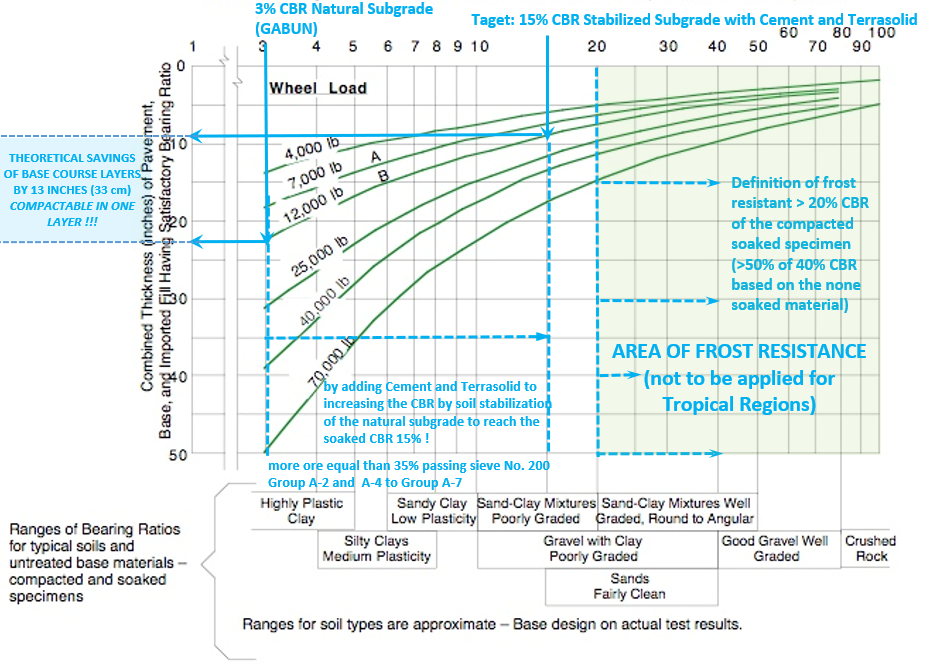 3% CBR Natural Subgrade
(GABUN)
Taget: 15% CBR Stabilized Subgrade with Cement and Terrasolid
1 3 4 5 6 7 8 9 10 20 30 40 50 60 70 80 90 100
Combined Thickness (inches) of Pavement,
Base, and Imported Fill Having Satisfactory Bearing Ratio
0
10
20
30
40
50
Wheel Load
4,000 lb
7,000 lb
12,000 lb
25,000 lb
40,000 lb
70,000 lb
A
B
THEORETICAL SAVINGS
OF BASE COURSE LAYERS
BY 13 INCHES (33 cm)
COMPACTABLE IN ONE
LAYER !!!
Definition of frost
resistant > 20% CBR
of the compacted
soaked specimen
(>50% of 40% CBR
based on the none
soaked material)
AREA OF FROST RESISTANCE
(not to be applied for
Tropical Regions)
by adding Cement and Terrasolid to
increasing the CBR by soil stabilization
of the natural subgrade to reach the
soaked CBR 15% !
more ore equal than 35% passing sieve No. 200
Group A-2 and A-4 to Group A-7
Ranges of Bearing Ratios
for typical soils and
untreated base materials –
compacted and soaked
specimens
Highly Plastic
Clay
Sandy Clay
Low Plasticity
Sand-Clay Mixtures
Poorly Graded
Sand-Clay Mixtures Well
Graded, Round to Angular
Silty Clays
Medium Plasticity
Gravel with Clay
Poorly Graded
Good Gravel Well
Graded
Crushed
Rock
Sands
Fairly Clean
Ranges for soil types are approximate – Base design on actual test results.